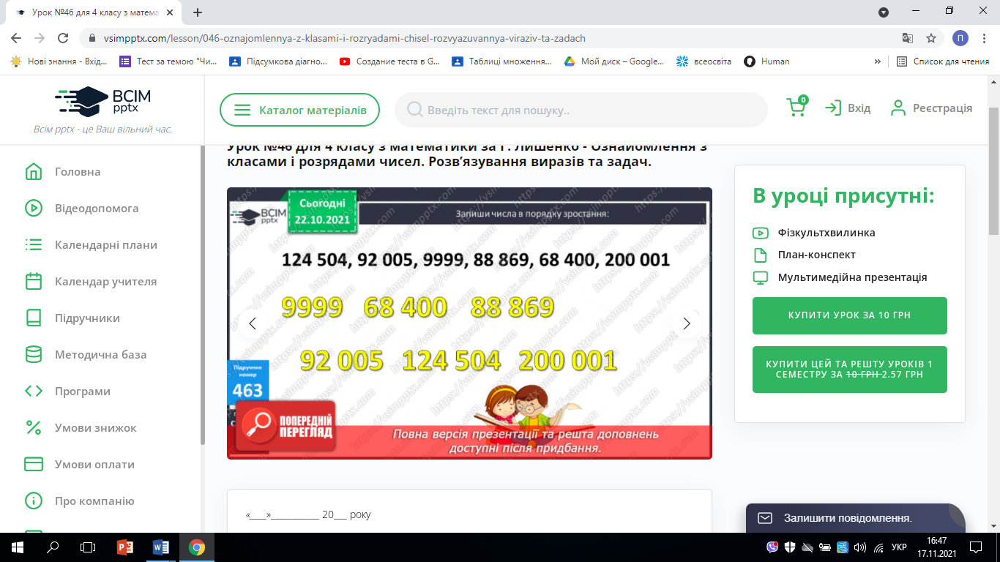 Урок №46 для 4 класу з матема
vsimpptx.com/lesson/046-oznajomlennya-z-klasami-i-rozryadami-chisel-rozvyazuvannya-viraziv-ta-zadach
П
Нові знання – Вхід...
Тест за темою "Чи...
Підсумкова діагно...
Создание теста в G...
Таблиці множення...
Мой диск – Google...
всеосвіта
Human
»
Список для чтения
ВСІМ
pptx
Всім pptx - це Ваш вільний час.
Каталог матеріалів
Введіть текст для пошуку..
0
Вхід
Реєстрація
Головна
Відеодопомога
Календарні плани
Календар учителя
Підручники
Методична база
Програми
Умови знижок
Умови оплати
Про компанію
Урок №46 для 4 класу з математики за Г. Лишенко - Ознайомлення з
класами і розрядами чисел. Розв’язування виразів та задач.
ВСІМ
pptx
Сьогодні
22.10.2021
Запиши числа в порядку зростання:
https://vsimpptx.com
124 504, 92 005, 9999, 88 869, 68 400, 200 001
9999 68 400 88 869
92 005 124 504 200 001
Підручник
номер
463
ПОПЕРЕДНІЙ
ПЕРЕГЛЯД
Повна версія презентації та решта доповнень
доступні після придбання.
В уроці присутні:
Фізкультхвилинка
План-конспект
Мультимедійна презентація
КУПИТИ УРОК ЗА 10 ГРН
КУПИТИ ЦЕЙ ТА РЕШТУ УРОКІВ 1
СЕМЕСТРУ ЗА 10 ГРН 2.57 ГРН
«____»____________ 20___ року
Залишити повідомлення.
УКР
16:47
17.11.2021